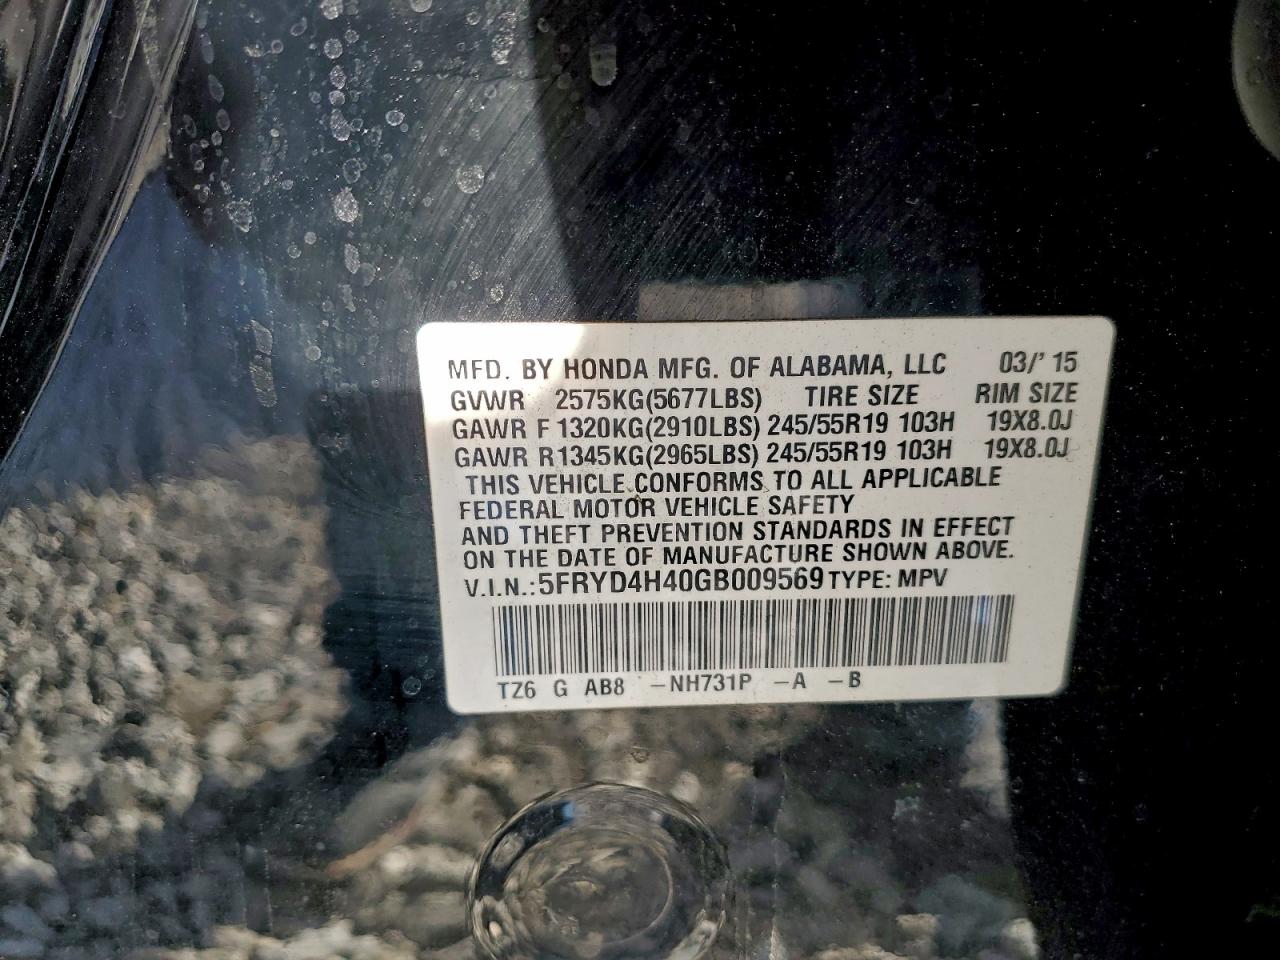 MFD. BY HONDA MFG. OF ALABAMA, LLC 03/' 15
GVWR 2575KG(5677LBS) TIRE SIZE RIM SIZE
GAWR F 1320KG(2910LBS) 245/55R19 103H 19X8.0J
GAWR R1345KG(2965LBS) 245/55R19 103H 19X8.0J
THIS VEHICLE CONFORMS TO ALL APPLICABLE
FEDERAL MOTOR VEHICLE SAFETY
AND THEFT PREVENTION STANDARDS IN EFFECT
ON THE DATE OF MANUFACTURE SHOWN ABOVE.
V.I.N.: 5FRYD4H40GB009569 TYPE: MPV
TZ6 G AB8 -NH731P -A -B